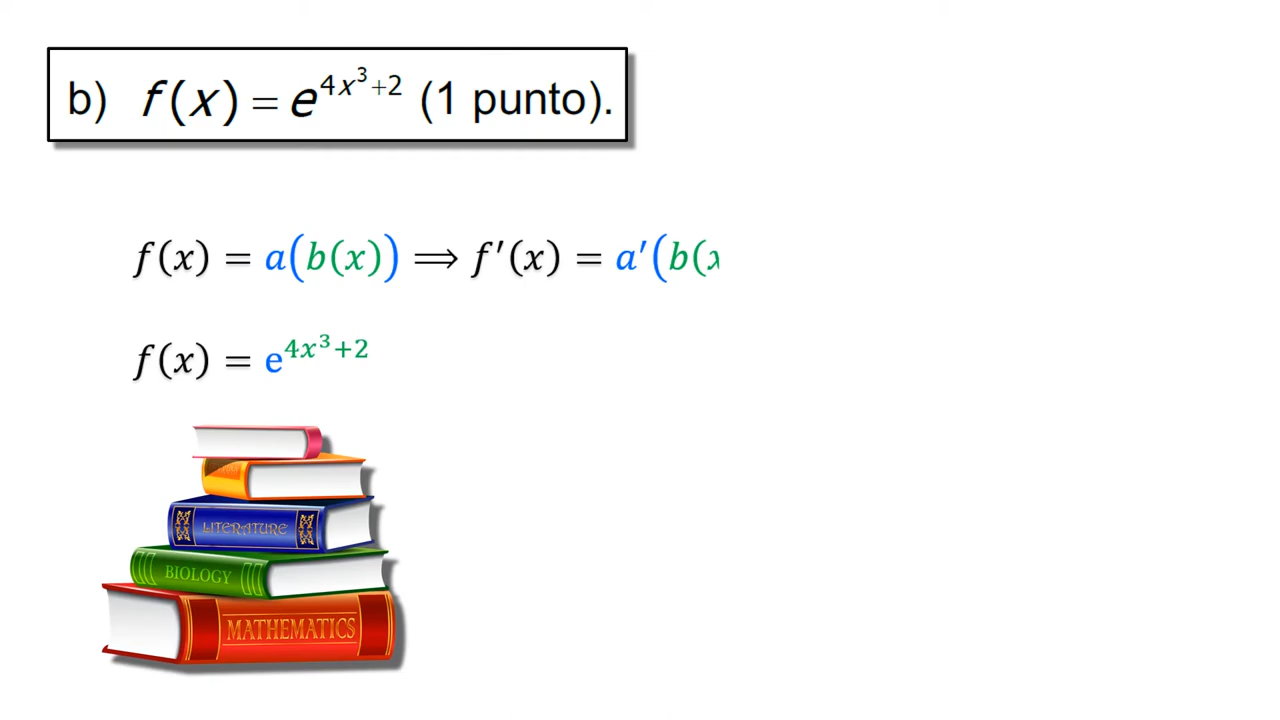 b) f(x) = e^{4x^3+2} (1 punto).
f(x) = a(b(x)) ⟹ f′(x) = a′(b(x
f(x) = e^{4x^3+2}
LITERATURE
BIOLOGY
MATHEMATICS